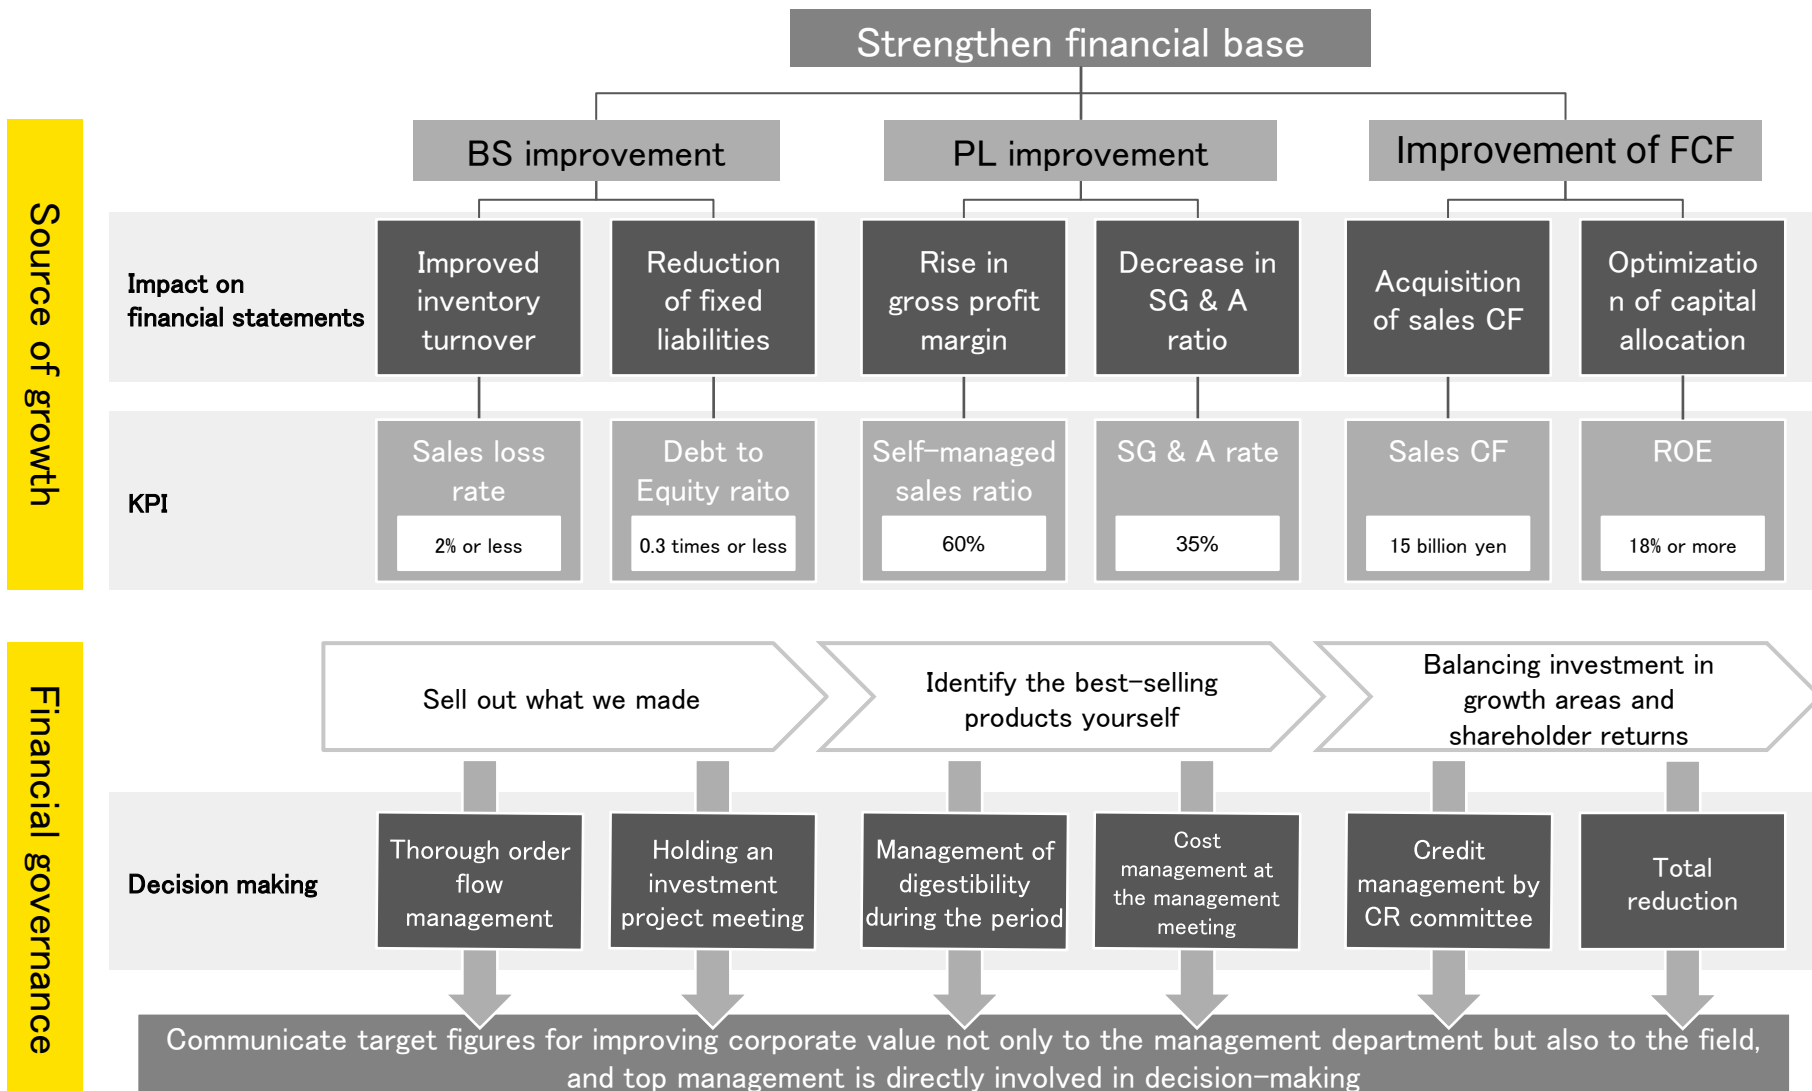 Strengthen financial base
BS improvement
PL improvement
Improvement of FCF
Source of growth
Impact on
financial statements
Improved
inventory
turnover
Reduction
of fixed
liabilities
Rise in
gross profit
margin
Decrease in
SG & A
ratio
Acquisition
of sales CF
Optimizatio
n of capital
allocation
KPI
Sales loss
rate
2% or less
Debt to
Equity raito
0.3 times or less
Self-managed
sales ratio
60%
SG & A rate
35%
Sales CF
15 billion yen
ROE
18% or more
Financial governance
Sell out what we made
Identify the best-selling
products yourself
Balancing investment in
growth areas and
shareholder returns
Decision making
Thorough order
flow
management
Holding an
investment
project meeting
Management of
digestibility
during the period
Cost
management at
the management
meeting
Credit
management by
CR committee
Total
reduction
Communicate target figures for improving corporate value not only to the management department but also to the field,
and top management is directly involved in decision-making